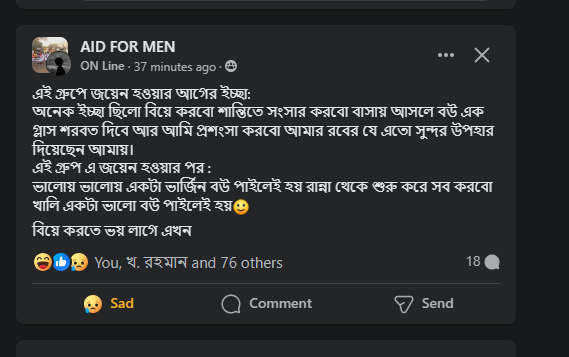 AID FOR MEN
ON Line · 37 minutes ago ·
এই গ্রুপে জয়েন হওয়ার আগের ইচ্ছা:
অনেক ইচ্ছা ছিলো বিয়ে করবো শান্তিতে সংসার করবো বাসায় আসলে বউ এক
গ্লাস শরবত দিবে আর আমি প্রশংসা করবো আমার রবের যে এতো সুন্দর উপহার
দিয়েছেন আমায়।
এই গ্রুপ এ জয়েন হওয়ার পর :
ভালোয় ভালোয় একটা ভার্জিন বউ পাইলেই হয় রান্না থেকে শুরু করে সব করবো
খালি একটা ভালো বউ পাইলেই হয়🙂
বিয়ে করতে ভয় লাগে এখন
You, খ. রহমান and 76 others
18
Sad
Comment
Send